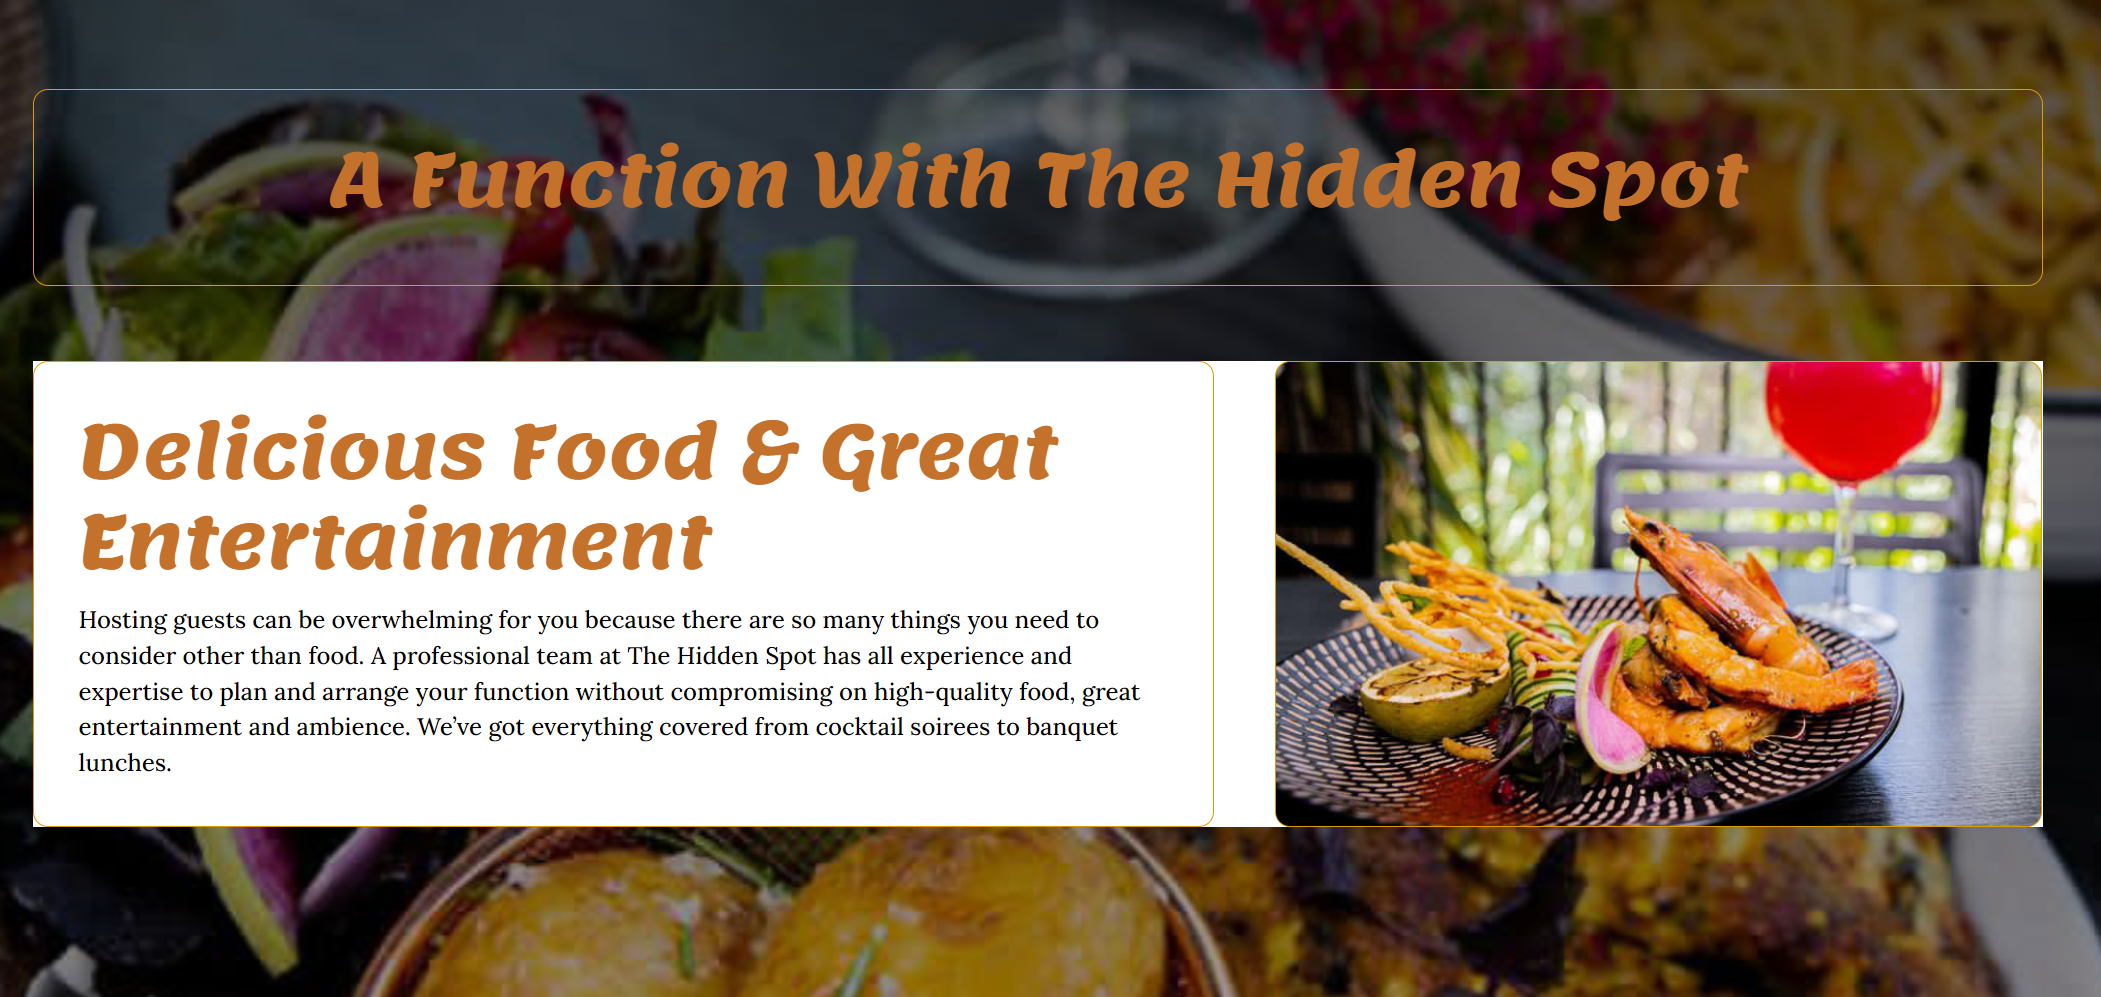 A Function With The Hidden Spot
Delicious Food & Great
Entertainment
Hosting guests can be overwhelming for you because there are so many things you need to
consider other than food. A professional team at The Hidden Spot has all experience and
expertise to plan and arrange your function without compromising on high-quality food, great
entertainment and ambience. We’ve got everything covered from cocktail soirees to banquet
lunches.